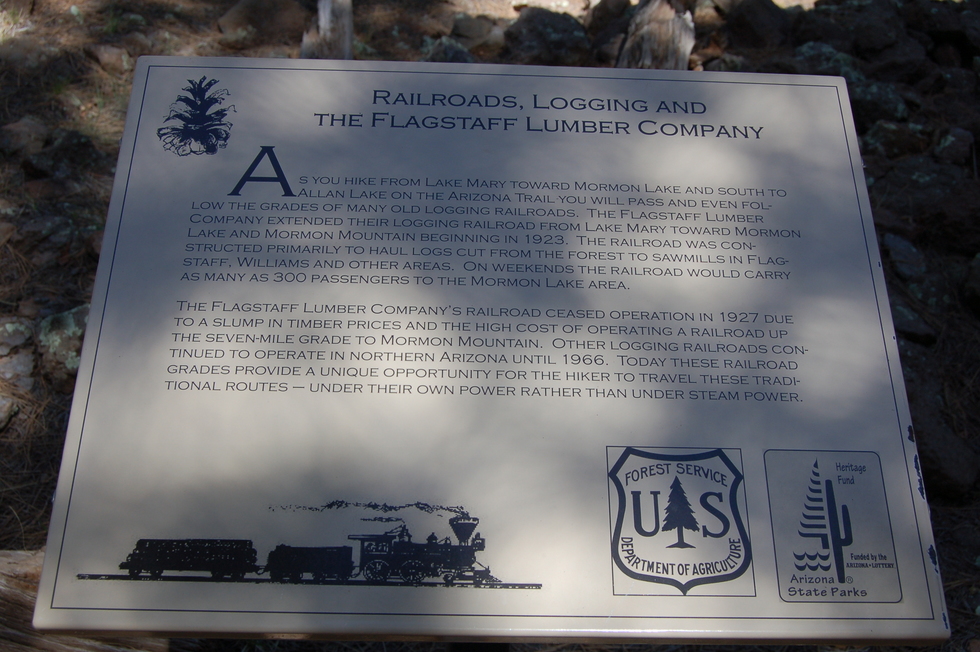 RAILROADS, LOGGING AND
THE FLAGSTAFF LUMBER COMPANY
AS YOU HIKE FROM LAKE MARY TOWARD MORMON LAKE AND SOUTH TO
ALLAN LAKE ON THE ARIZONA TRAIL YOU WILL PASS AND EVEN FOL-
LOW THE GRADES OF MANY OLD LOGGING RAILROADS. THE FLAGSTAFF LUMBER
COMPANY EXTENDED THEIR LOGGING RAILROAD FROM LAKE MARY TOWARD MORMON
LAKE AND MORMON MOUNTAIN BEGINNING IN 1923. THE RAILROAD WAS CON-
STRUCTED PRIMARILY TO HAUL LOGS CUT FROM THE FOREST TO SAWMILLS IN FLAG-
STAFF, WILLIAMS AND OTHER AREAS. ON WEEKENDS THE RAILROAD WOULD CARRY
AS MANY AS 300 PASSENGERS TO THE MORMON LAKE AREA.
THE FLAGSTAFF LUMBER COMPANY'S RAILROAD CEASED OPERATION IN 1927 DUE
TO A SLUMP IN TIMBER PRICES AND THE HIGH COST OF OPERATING A RAILROAD UP
THE SEVEN-MILE GRADE TO MORMON MOUNTAIN. OTHER LOGGING RAILROADS CON-
TINUED TO OPERATE IN NORTHERN ARIZONA UNTIL 1966. TODAY THESE RAILROAD
GRADES PROVIDE A UNIQUE OPPORTUNITY FOR THE HIKER TO TRAVEL THESE TRADI-
TIONAL ROUTES — UNDER THEIR OWN POWER RATHER THAN UNDER STEAM POWER.
FOREST SERVICE
U S
DEPARTMENT OF AGRICULTURE
Heritage
Fund
Funded by the
ARIZONA LOTTERY
Arizona ®
State Parks